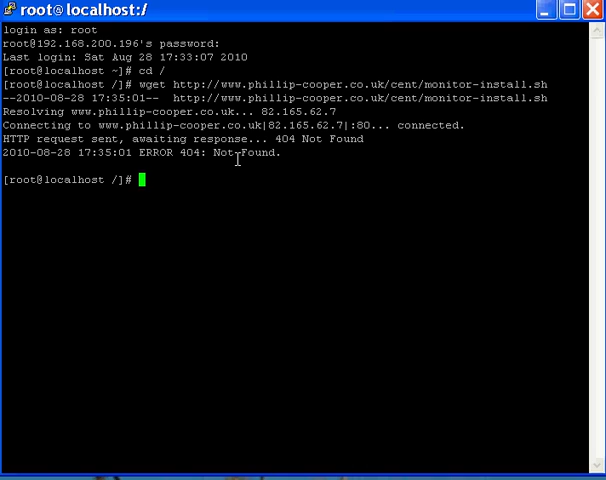 root@localhost:/
login as: root
root@192.168.200.196's password:
Last login: Sat Aug 28 17:33:07 2010
[root@localhost ~]# cd /
[root@localhost /]# wget http://www.phillip-cooper.co.uk/cent/monitor-install.sh
--2010-08-28 17:35:01--  http://www.phillip-cooper.co.uk/cent/monitor-install.sh
Resolving www.phillip-cooper.co.uk... 82.165.62.7
Connecting to www.phillip-cooper.co.uk|82.165.62.7|:80... connected.
HTTP request sent, awaiting response... 404 Not Found
2010-08-28 17:35:01 ERROR 404: Not Found.
[root@localhost /]#